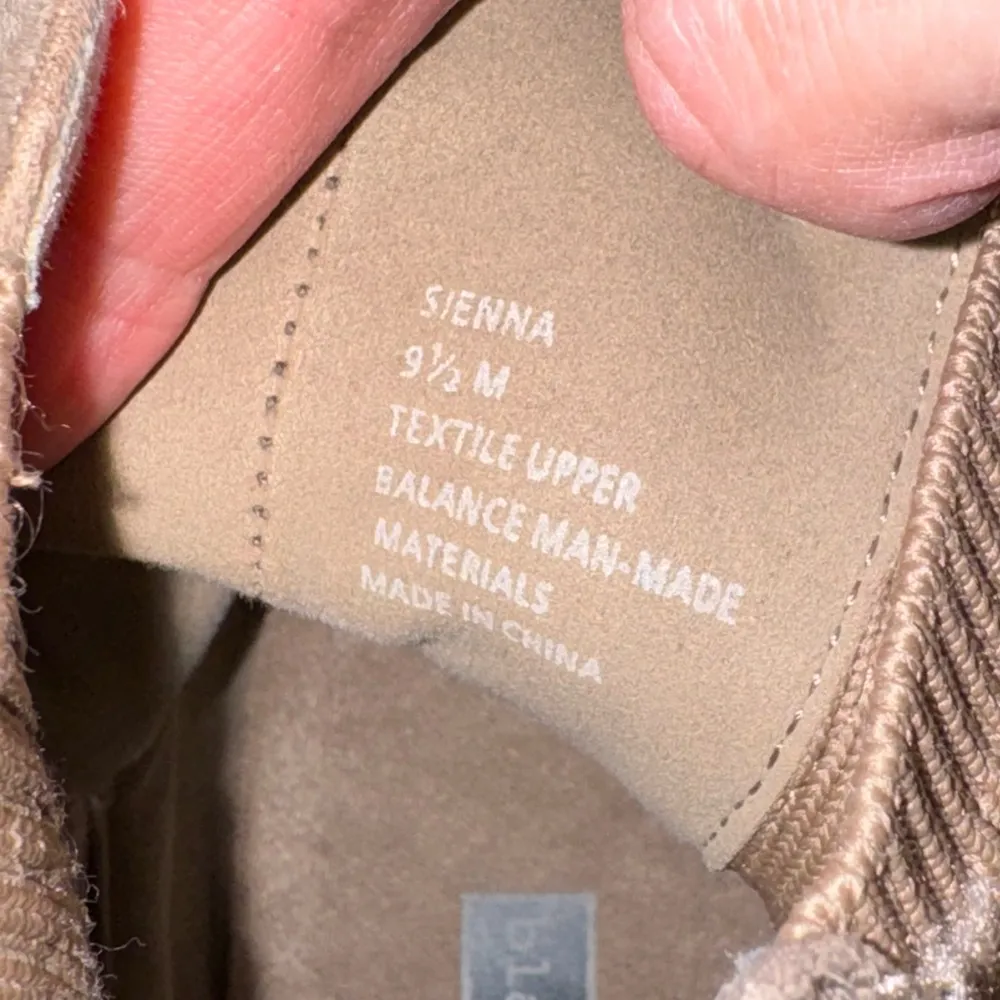 SIENNA
9½ M
TEXTILE UPPER
BALANCE MAN-MADE
MATERIALS
MADE IN CHINA